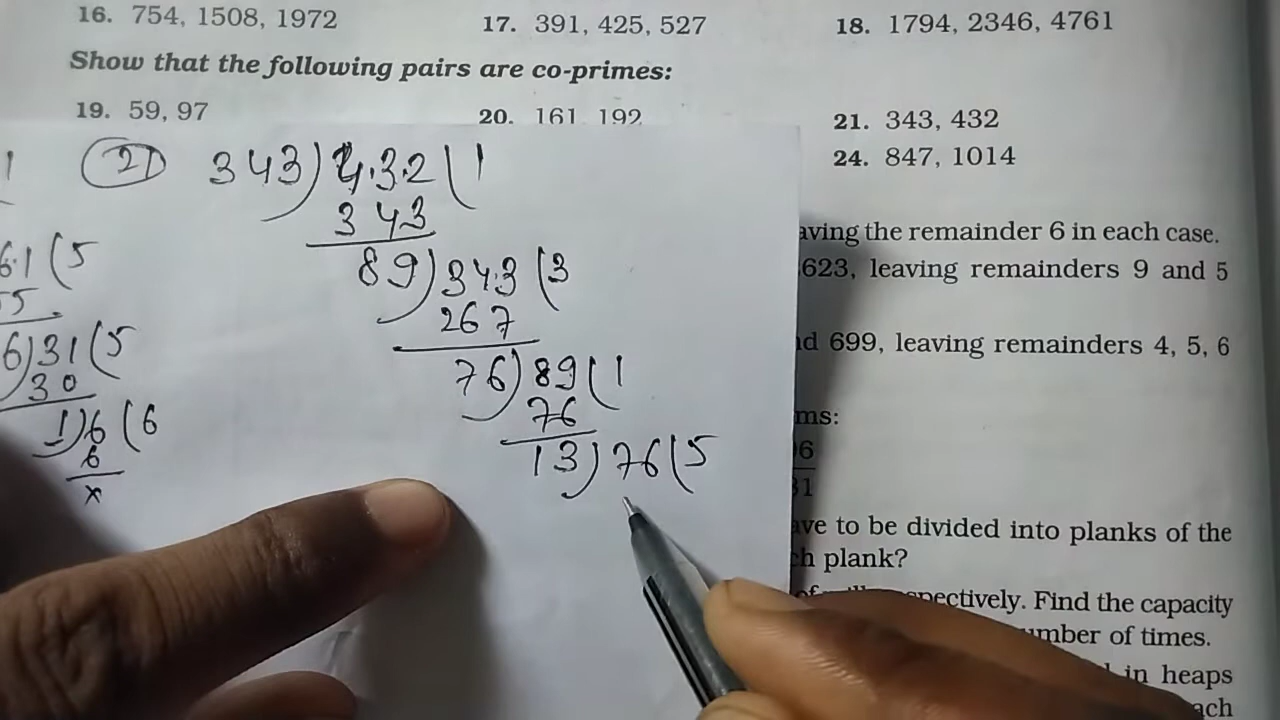 16. 754, 1508, 1972 17. 391, 425, 527 18. 1794, 2346, 4761
Show that the following pairs are co-primes:
19. 59, 97 20. 161, 192 21. 343, 432
24. 847, 1014
aving the remainder 6 in each case.
623, leaving remainders 9 and 5
699, leaving remainders 4, 5, 6
ms:
ave to be divided into planks of the
plank?
pectively. Find the capacity
umber of times.
in heaps
ach
21 343)432(1
343
89)343(3
267
76)89(1
76
13)76(5
61(5
31(5
30
1)6(6
6
x